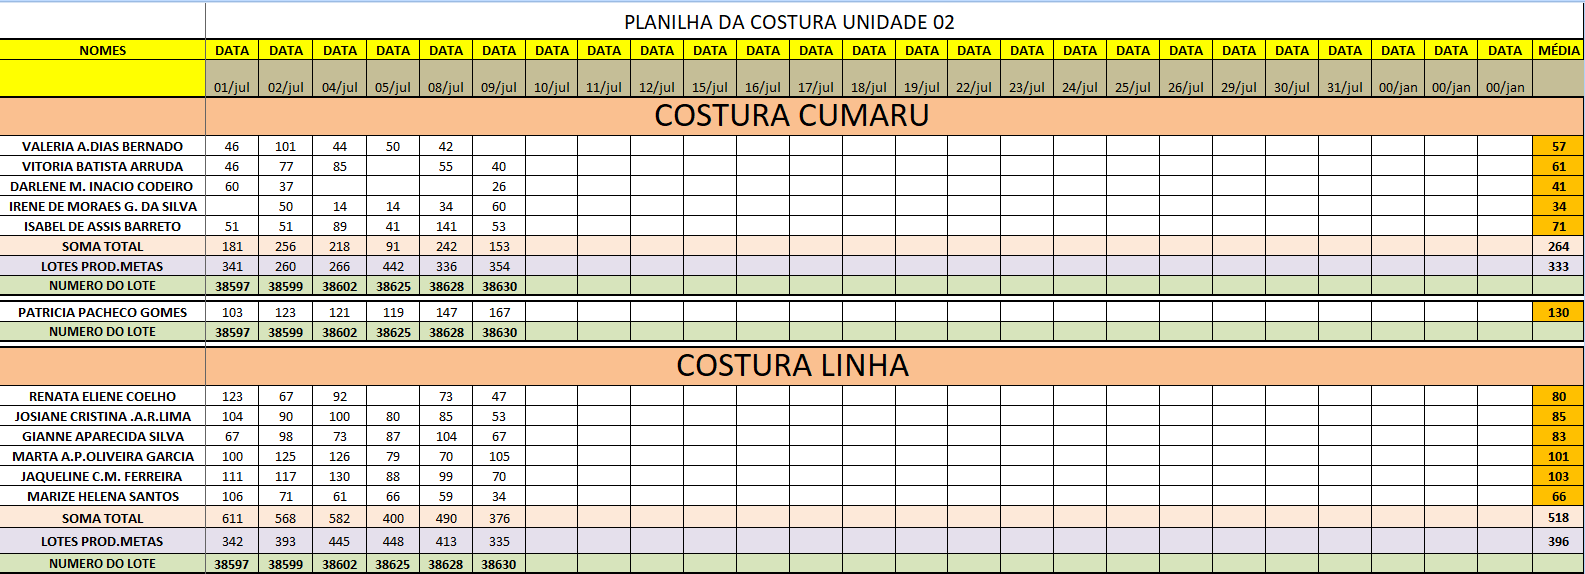 PLANILHA DA COSTURA UNIDADE 02
NOMES DATA DATA DATA DATA DATA DATA DATA DATA DATA DATA DATA DATA DATA DATA DATA DATA DATA DATA DATA DATA DATA DATA DATA DATA DATA MÉDIA
01/jul 02/jul 04/jul 05/jul 08/jul 09/jul 10/jul 11/jul 12/jul 15/jul 16/jul 17/jul 18/jul 19/jul 22/jul 23/jul 24/jul 25/jul 26/jul 29/jul 30/jul 31/jul 00/jan 00/jan 00/jan
COSTURA CUMARU
VALERIA A.DIAS BERNADO 46 101 44 50 42 57
VITORIA BATISTA ARRUDA 46 77 85 55 40 61
DARLENE M. INACIO CODEIRO 60 37 26 41
IRENE DE MORAES G. DA SILVA 50 14 14 34 60 34
ISABEL DE ASSIS BARRETO 51 51 89 41 141 53 71
SOMA TOTAL 181 256 218 91 242 153 264
LOTES PROD.METAS 341 260 266 442 336 354 333
NUMERO DO LOTE 38597 38599 38602 38625 38628 38630
PATRICIA PACHECO GOMES 103 123 121 119 147 167 130
NUMERO DO LOTE 38597 38599 38602 38625 38628 38630
COSTURA LINHA
RENATA ELIENE COELHO 123 67 92 73 47 80
JOSIANE CRISTINA .A.R.LIMA 104 90 100 80 85 53 85
GIANNE APARECIDA SILVA 67 98 73 87 104 67 83
MARTA A.P.OLIVEIRA GARCIA 100 125 126 79 70 105 101
JAQUELINE C.M. FERREIRA 111 117 130 88 99 70 103
MARIZE HELENA SANTOS 106 71 61 66 59 34 66
SOMA TOTAL 611 568 582 400 490 376 518
LOTES PROD.METAS 342 393 445 448 413 335 396
NUMERO DO LOTE 38597 38599 38602 38625 38628 38630